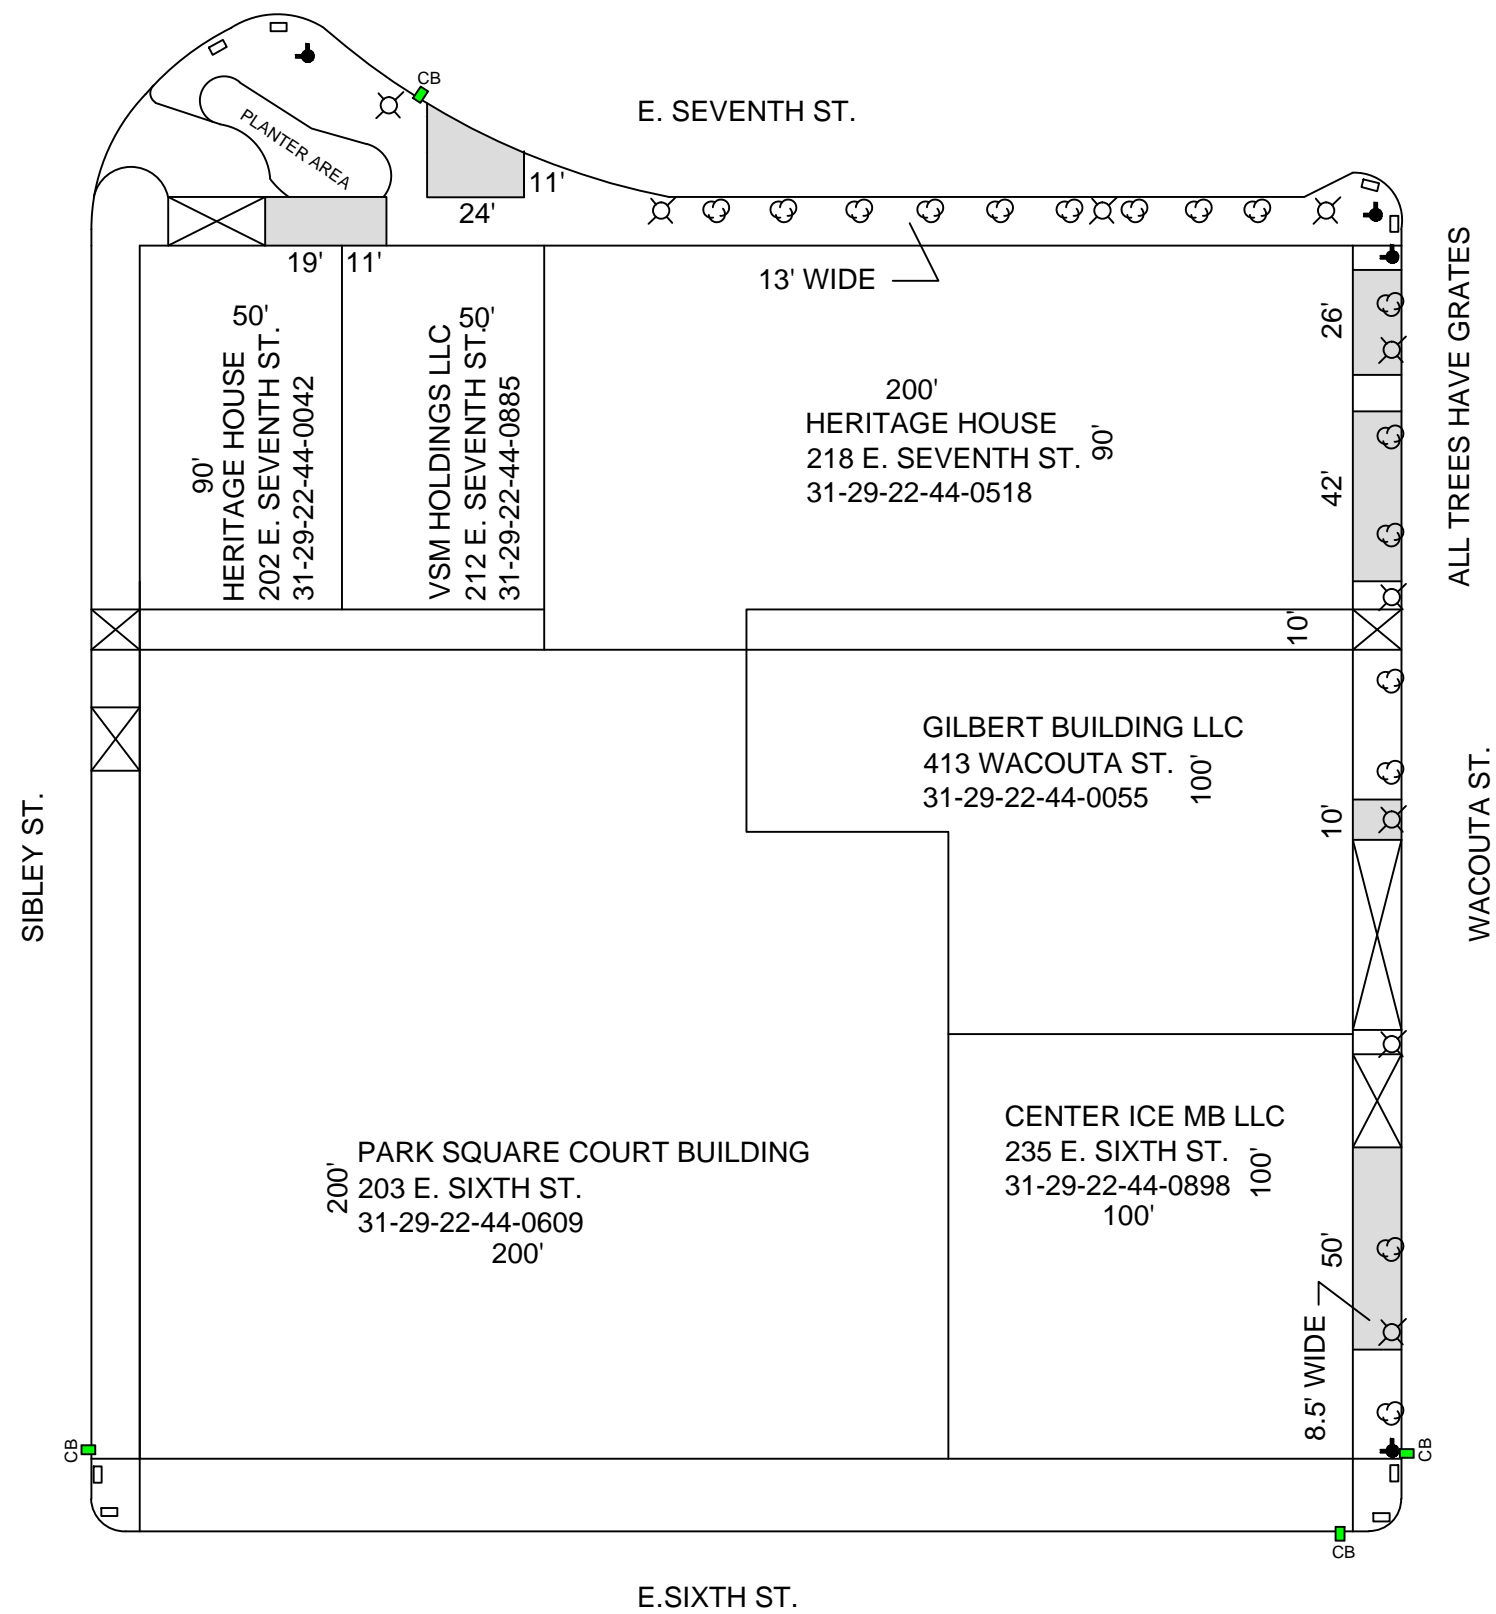 CB
E. SEVENTH ST.
PLANTER AREA
11'
24'
19'
11'
13' WIDE
50'
90'
HERITAGE HOUSE
202 E. SEVENTH ST.
31-29-22-44-0042
50'
VSM HOLDINGS LLC
212 E. SEVENTH ST.
31-29-22-44-0885
200'
HERITAGE HOUSE
218 E. SEVENTH ST.
31-29-22-44-0518
90'
26'
42'
ALL TREES HAVE GRATES
10'
GILBERT BUILDING LLC
413 WACOUTA ST.
31-29-22-44-0055
100'
10'
SIBLEY ST.
WACOUTA ST.
PARK SQUARE COURT BUILDING
203 E. SIXTH ST.
31-29-22-44-0609
200'
200'
CENTER ICE MB LLC
235 E. SIXTH ST.
31-29-22-44-0898
100'
100'
50'
8.5' WIDE
CB
CB
CB
E.SIXTH ST.